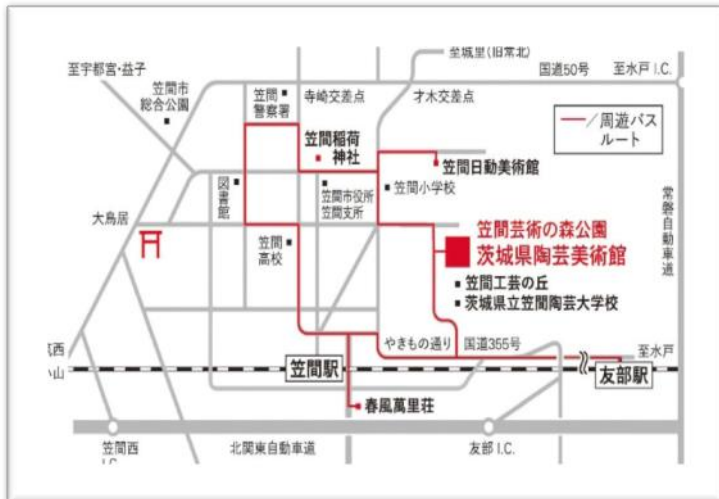 至城里(旧常北)
至宇都宮・益子
国道50号
至水戸 I.C.
笠間市
総合公園
笠間
警察署
寺崎交差点
才木交差点
笠間稲荷
神社
／周遊バス
ルート
笠間日動美術館
図書館
笠間市役所
笠間支所
笠間小学校
常磐自動車道
大鳥居
笠間
高校
笠間芸術の森公園
茨城県陶芸美術館
笠間工芸の丘
茨城県立笠間陶芸大学校
やきもの通り
国道355号
至水戸
笠間駅
友部駅
春風萬里荘
笠間西
北関東自動車道
友部 I.C.